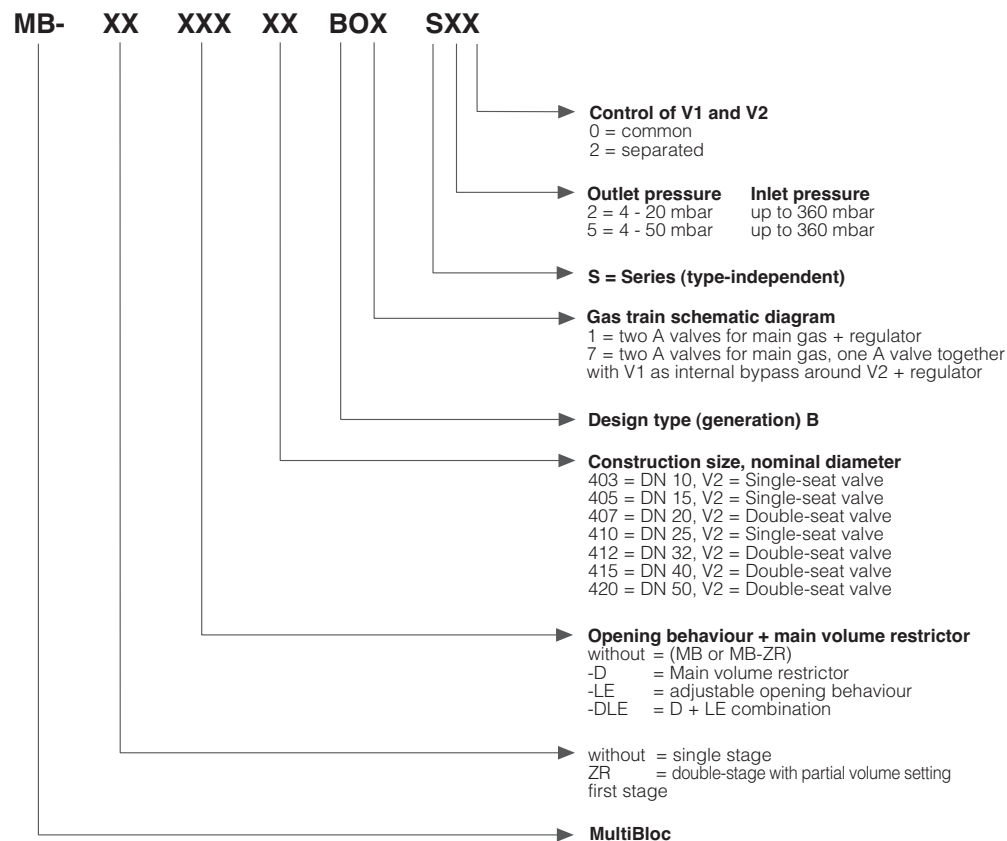 MB- XX XXX XX BOX SXX
Control of V1 and V2
0 = common
2 = separated
Outlet pressure Inlet pressure
2 = 4 - 20 mbar up to 360 mbar
5 = 4 - 50 mbar up to 360 mbar
S = Series (type-independent)
Gas train schematic diagram
1 = two A valves for main gas + regulator
7 = two A valves for main gas, one A valve together
with V1 as internal bypass around V2 + regulator
Design type (generation) B
Construction size, nominal diameter
403 = DN 10, V2 = Single-seat valve
405 = DN 15, V2 = Single-seat valve
407 = DN 20, V2 = Double-seat valve
410 = DN 25, V2 = Single-seat valve
412 = DN 32, V2 = Double-seat valve
415 = DN 40, V2 = Double-seat valve
420 = DN 50, V2 = Double-seat valve
Opening behaviour + main volume restrictor
without = (MB or MB-ZR)
-D = Main volume restrictor
-LE = adjustable opening behaviour
-DLE = D + LE combination
without = single stage
ZR = double-stage with partial volume setting
first stage
MultiBloc